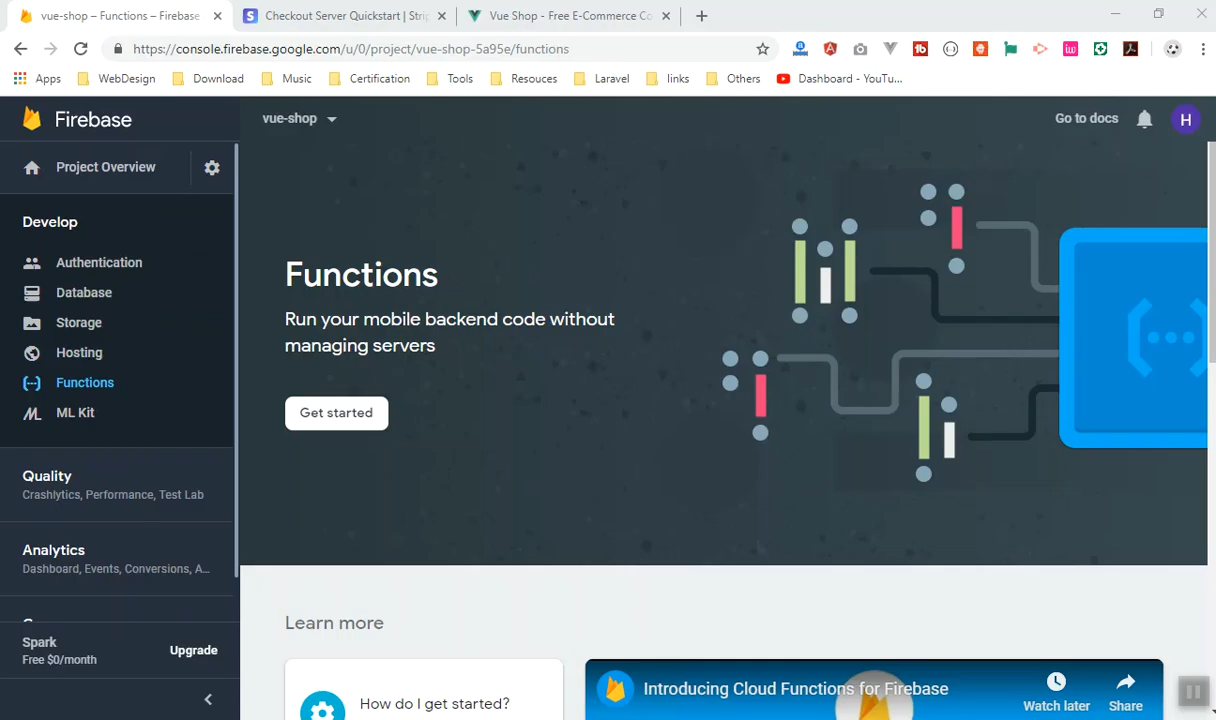 vue-shop – Functions – Firebase
Checkout Server Quickstart | Strip
Vue Shop - Free E-Commerce Co
https://console.firebase.google.com/u/0/project/vue-shop-5a95e/functions
Apps
WebDesign
Download
Music
Certification
Tools
Resouces
Laravel
links
Others
Dashboard - YouTu...
Firebase
vue-shop
Go to docs
H
Project Overview
Develop
Authentication
Database
Storage
Hosting
Functions
ML Kit
Quality
Crashlytics, Performance, Test Lab
Analytics
Dashboard, Events, Conversions, A...
Spark
Free $0/month
Upgrade
Functions
Run your mobile backend code without
managing servers
Get started
Learn more
How do I get started?
Introducing Cloud Functions for Firebase
Watch later
Share